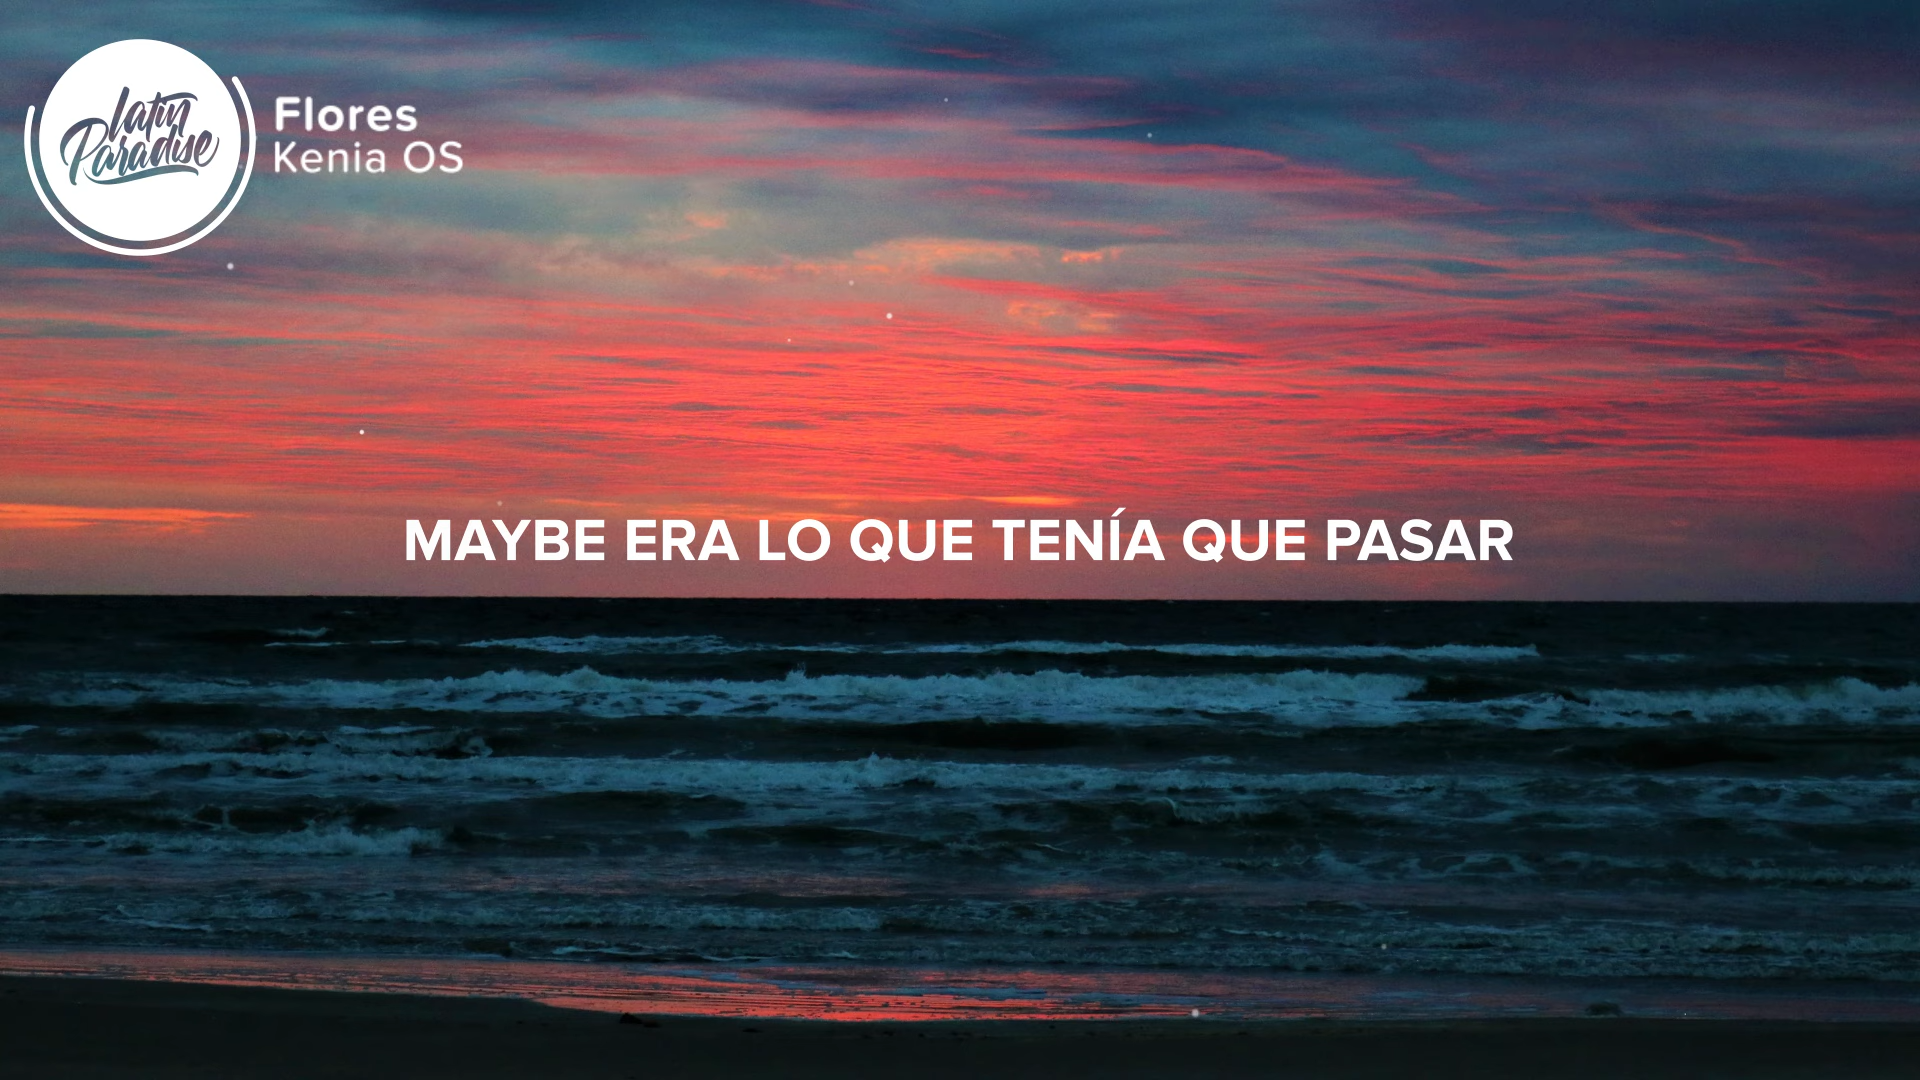 latin
Paradise
Flores
Kenia OS
MAYBE ERA LO QUE TENÍA QUE PASAR